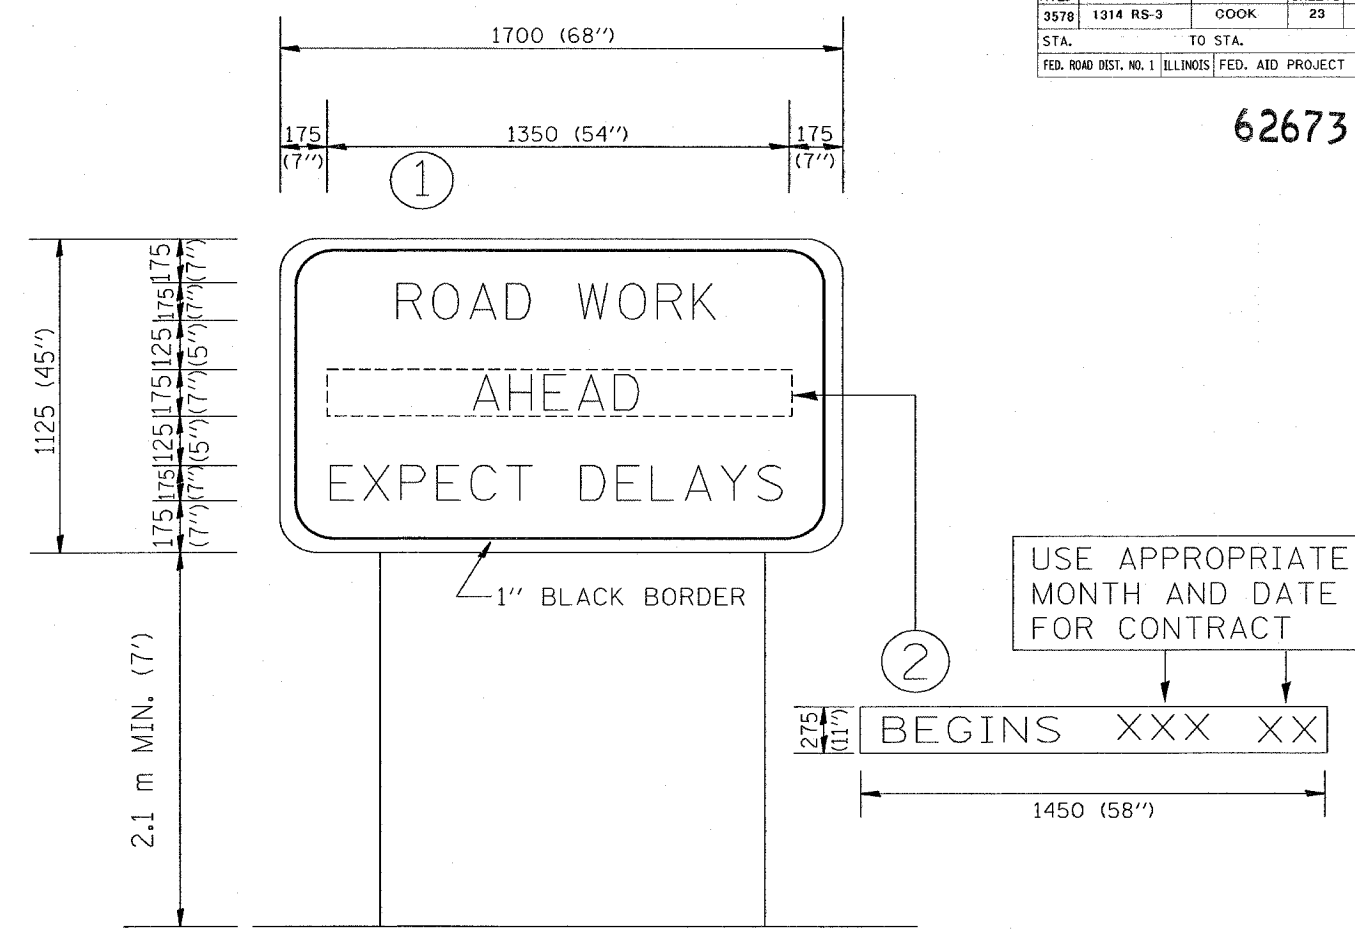 3578 1314 RS-3 COOK 23
STA. TO STA.
FED. ROAD DIST. NO. 1 ILLINOIS FED. AID PROJECT
62673
1700 (68'')
175 (7'')
1350 (54'')
175 (7'')
1
1125 (45'')
175 (7'')
175 (7'')
125 (5'')
175 (7'')
125 (5'')
175 (7'')
175 (7'')
ROAD WORK
AHEAD
EXPECT DELAYS
1'' BLACK BORDER
2.1 m MIN. (7')
USE APPROPRIATE
MONTH AND DATE
FOR CONTRACT
2
275 (11'')
BEGINS XXX XX
1450 (58'')